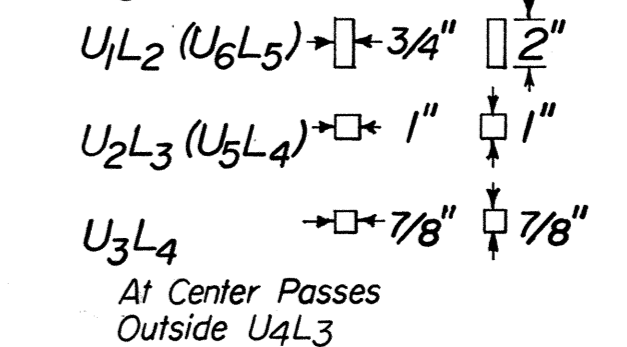 U1L2 (U6L5) 3/4" 2"
U2L3 (U5L4) 1" 1"
U3L4 7/8" 7/8"
At Center Passes
Outside U4L3